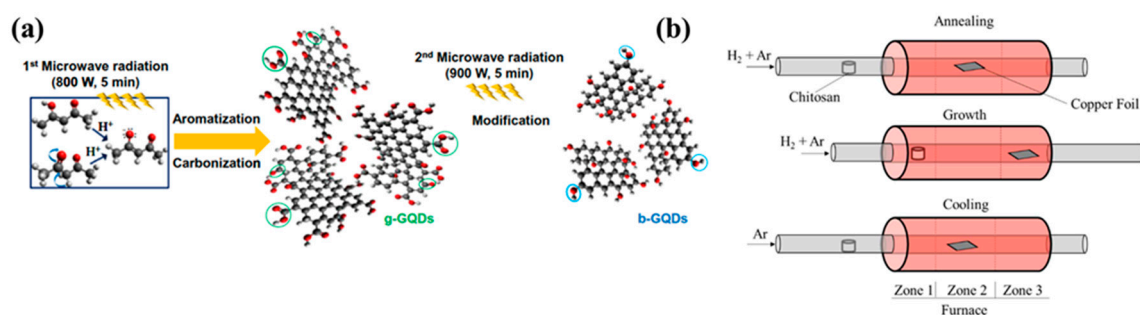 (a)
1st Microwave radiation
(800 W, 5 min)
H+
H+
Aromatization
Carbonization
g-GQDs
2nd Microwave radiation
(900 W, 5 min)
Modification
b-GQDs
(b)
Annealing
H2 + Ar
Chitosan
Copper Foil
Growth
H2 + Ar
Cooling
Ar
Zone 1
Zone 2
Zone 3
Furnace